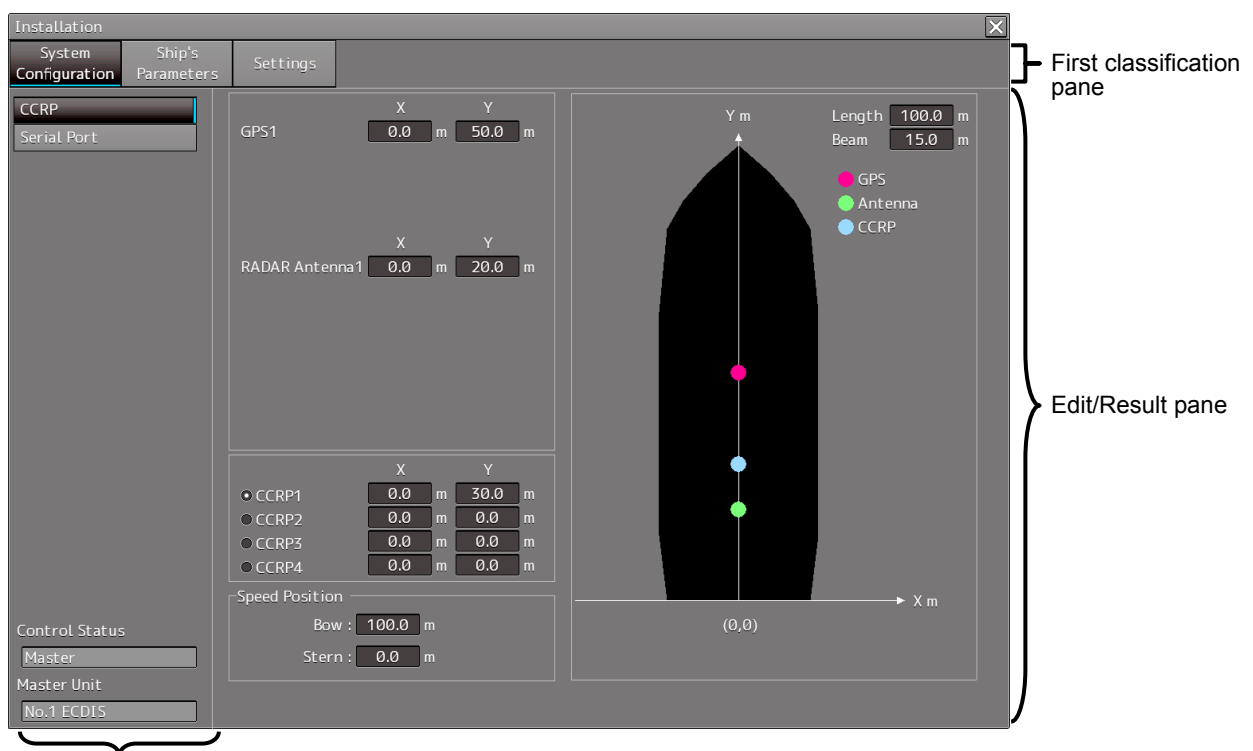 Installation
System
Configuration
Ship's
Parameters
Settings
First classification
pane
CCRP
Serial Port
X Y
GPS1 0.0 m 50.0 m
X Y
RADAR Antenna1 0.0 m 20.0 m
X Y
CCRP1 0.0 m 30.0 m
CCRP2 0.0 m 0.0 m
CCRP3 0.0 m 0.0 m
CCRP4 0.0 m 0.0 m
Speed Position
Bow : 100.0 m
Stern : 0.0 m
Y m
Length 100.0 m
Beam 15.0 m
GPS
Antenna
CCRP
X m
(0,0)
Edit/Result pane
Control Status
Master
Master Unit
No.1 ECDIS